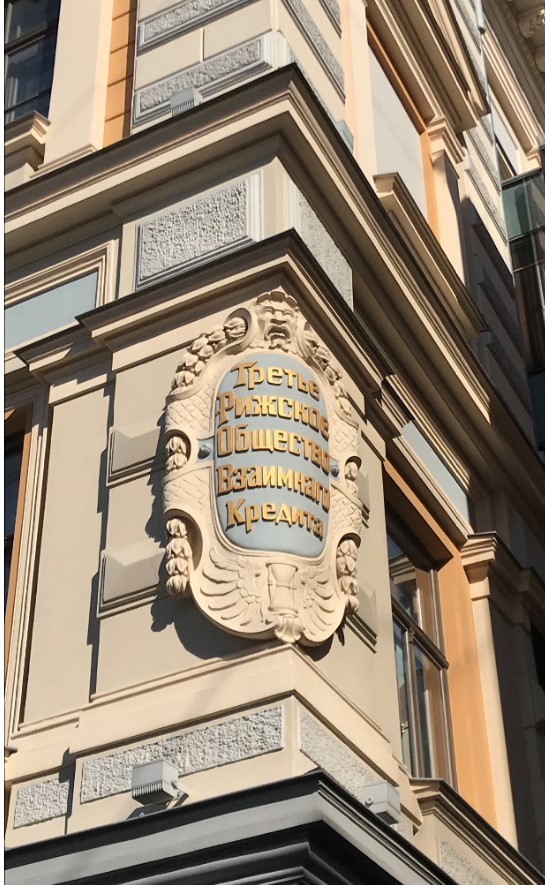 Третье
Рижское
Общество
Взаимнаго
Кредита